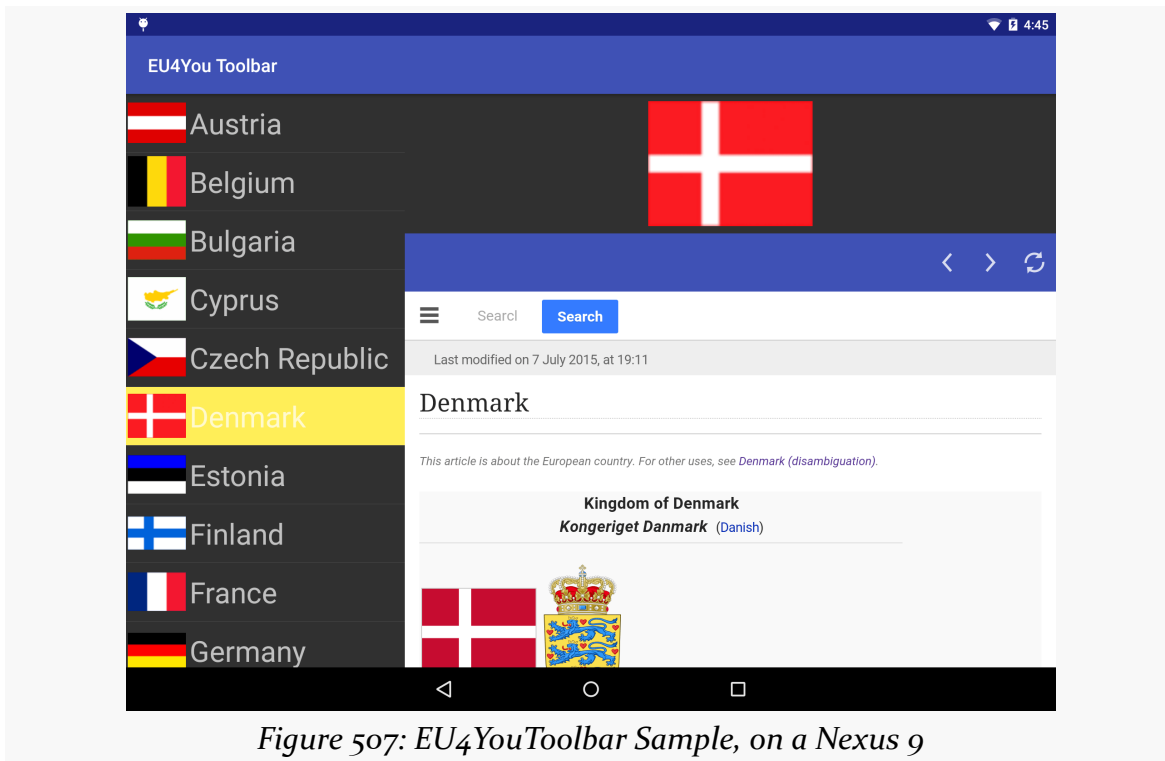 4:45
EU4You Toolbar
Austria
Belgium
Bulgaria
Cyprus
Czech Republic
Denmark
Estonia
Finland
France
Germany
Searcl
Search
Last modified on 7 July 2015, at 19:11
Denmark
This article is about the European country. For other uses, see Denmark (disambiguation).
Kingdom of Denmark
Kongeriget Danmark (Danish)
Figure 507: EU4YouToolbar Sample, on a Nexus 9